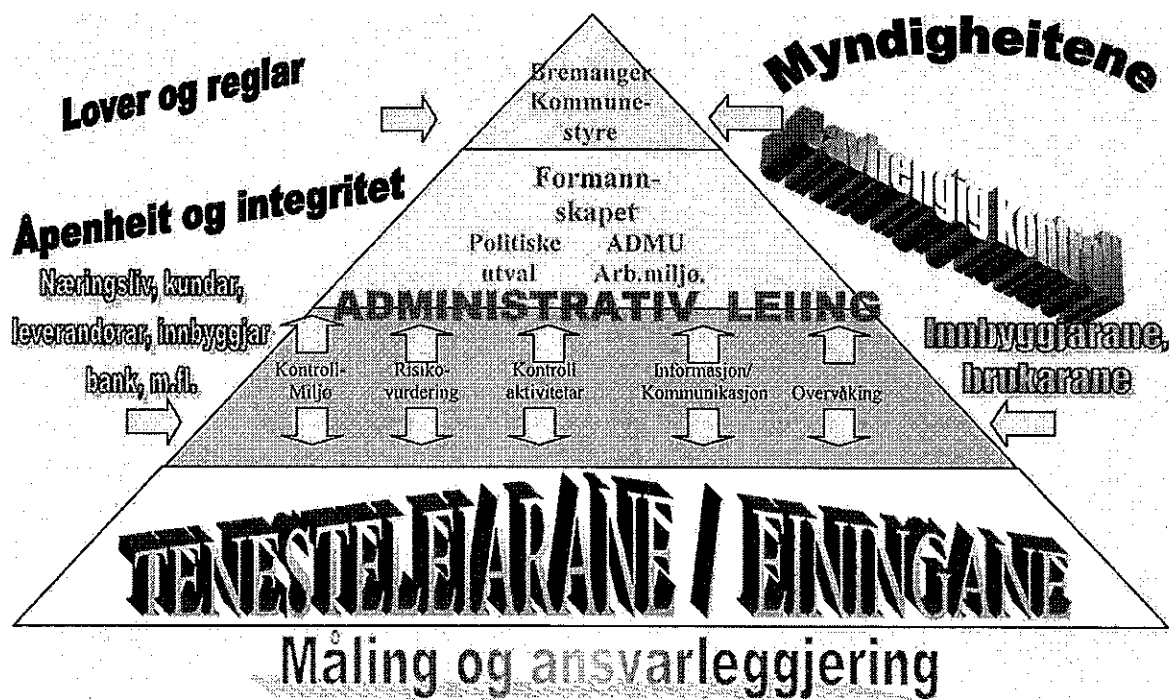 Lover og reglar
Myndigheitene
Bremanger
Kommune-
styre
Åpenheit og integritet
Formann-
skapet
Politiske
utval
ADMU
Arb.miljø.
Næringsliv, kundar,
leverandørar, innbyggjar
bank, m.fl.
ADMINISTRATIV LEIING
Innbyggjarane,
brukarane
Kontroll-
Miljø
Risiko-
vurdering
Kontroll
aktivitetar
Informasjon/
Kommunikasjon
Overvåking
TENESTELEIARANE / EININGANE
Måling og ansvarleggjering